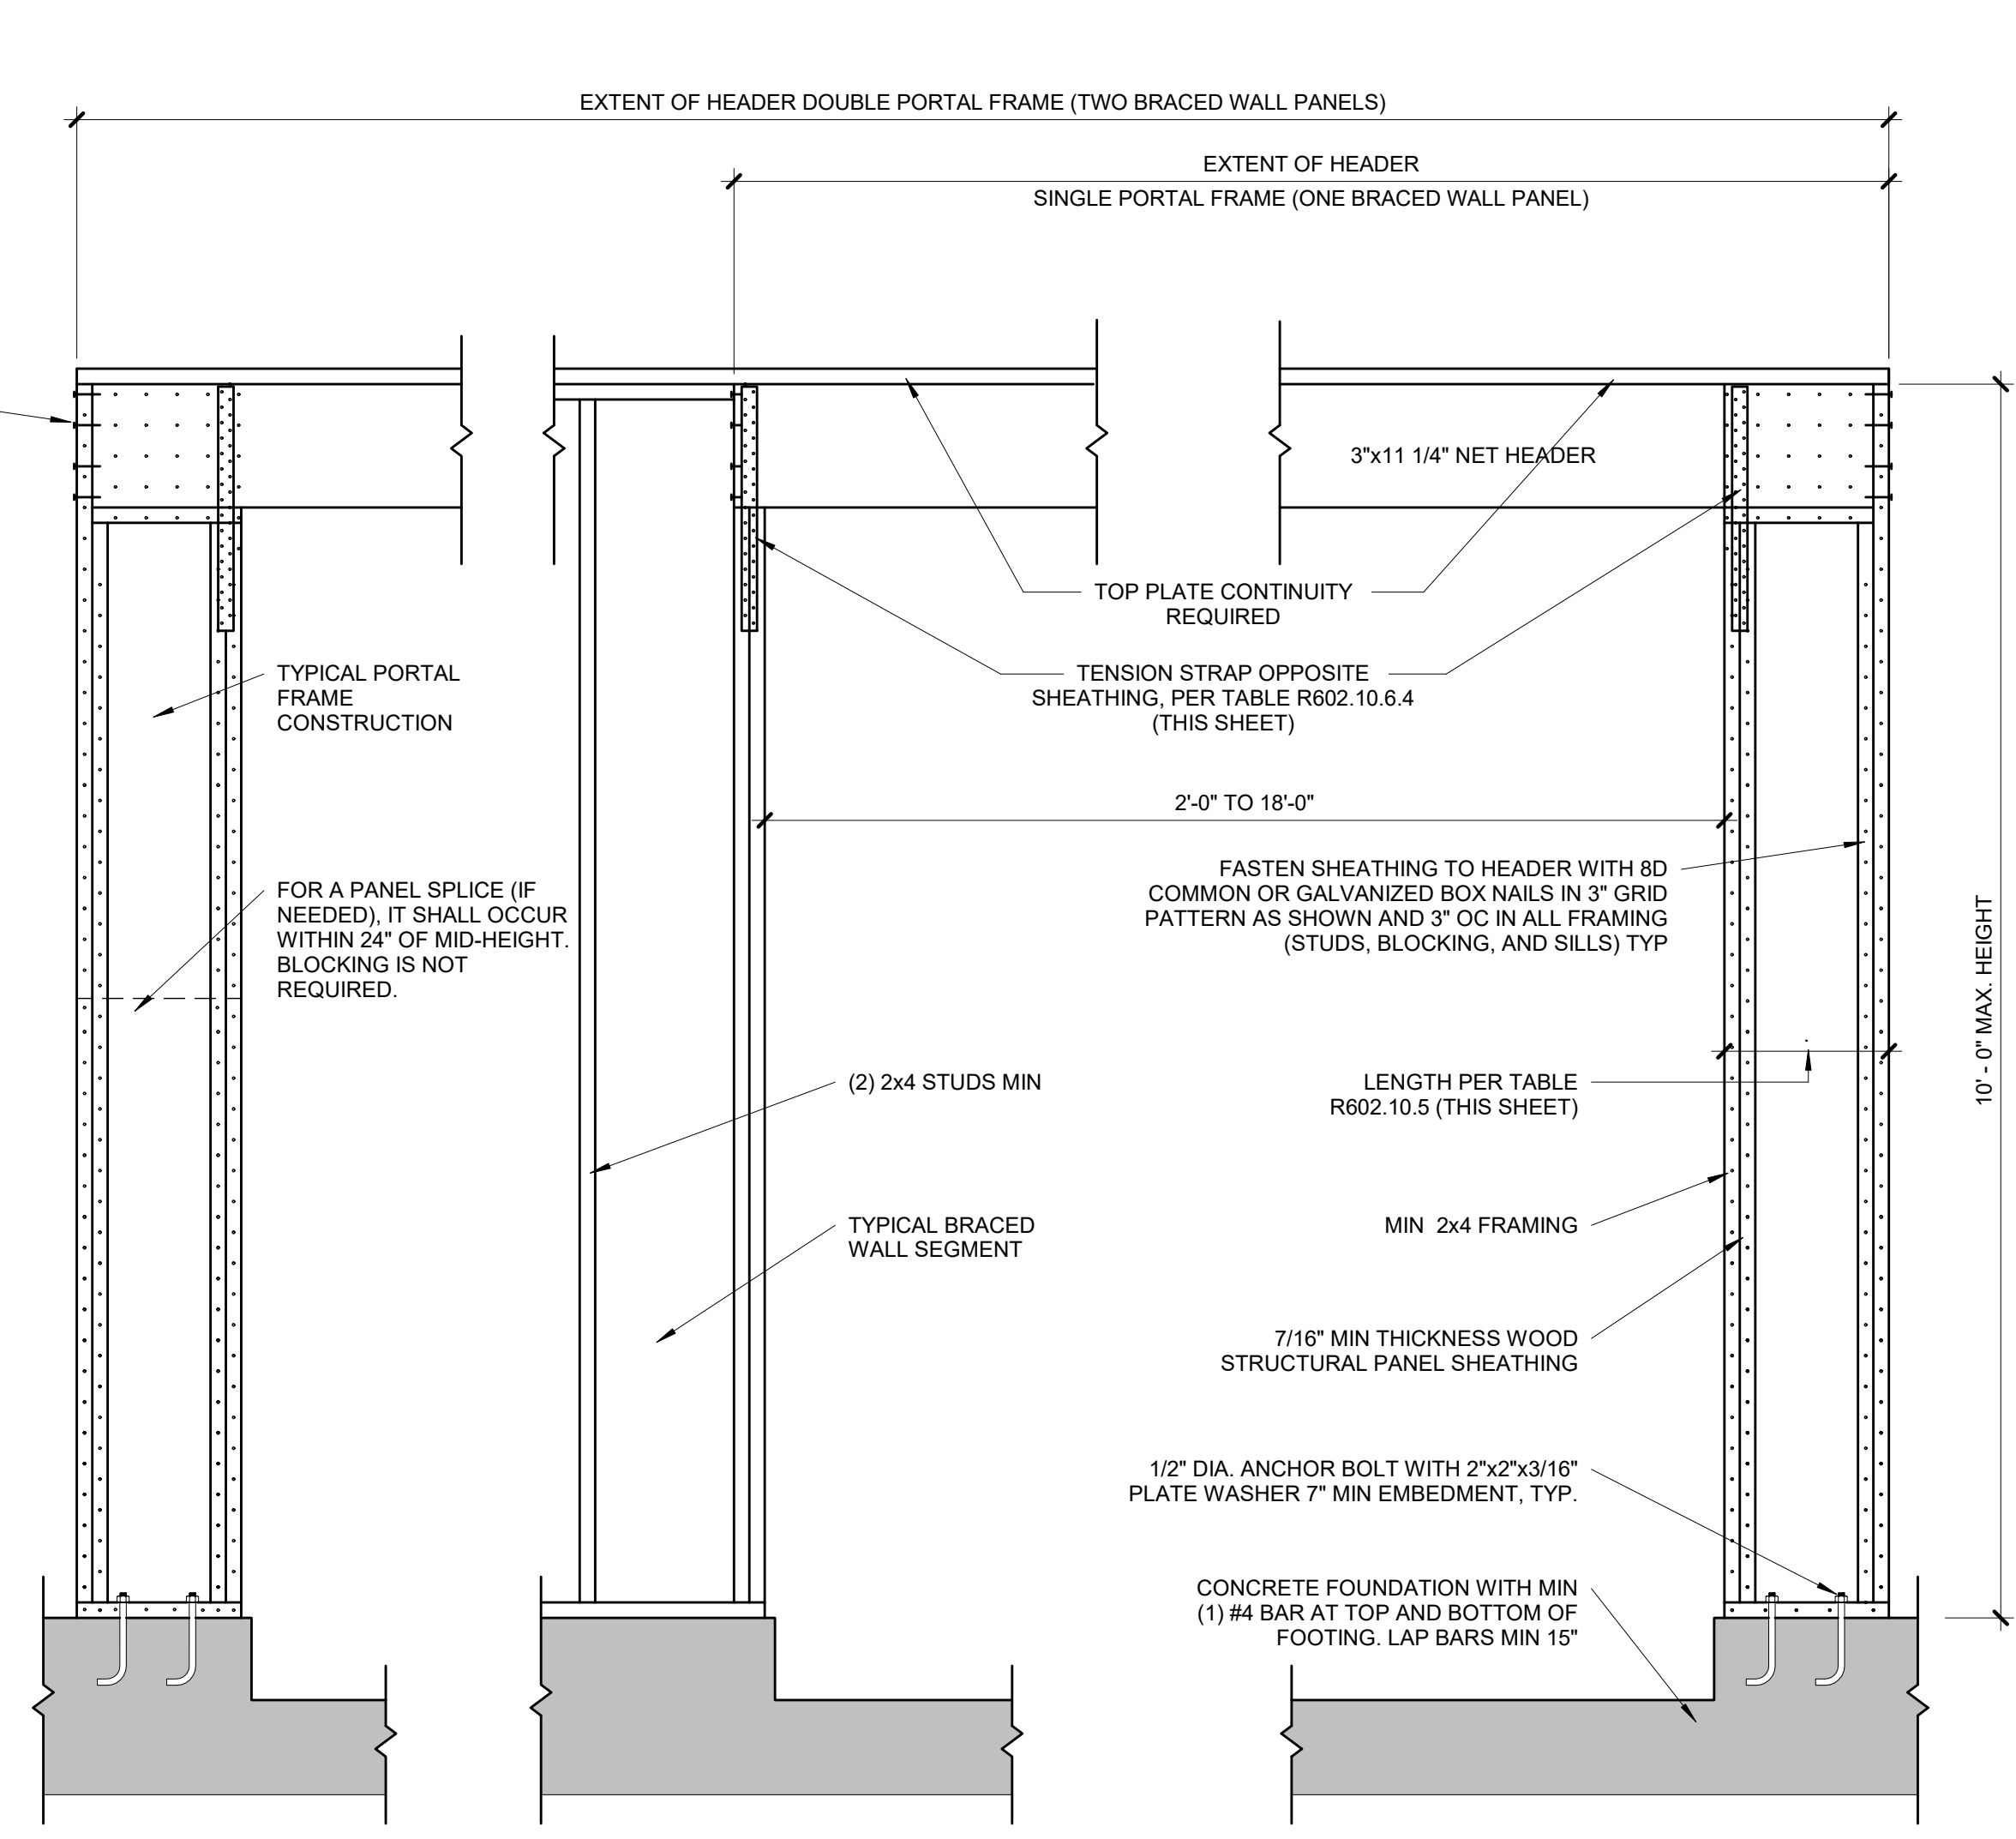 EXTENT OF HEADER DOUBLE PORTAL FRAME (TWO BRACED WALL PANELS)
EXTENT OF HEADER
SINGLE PORTAL FRAME (ONE BRACED WALL PANEL)
3"x11 1/4" NET HEADER
TOP PLATE CONTINUITY
REQUIRED
TYPICAL PORTAL
FRAME
CONSTRUCTION
TENSION STRAP OPPOSITE
SHEATHING, PER TABLE R602.10.6.4
(THIS SHEET)
2'-0" TO 18'-0"
FOR A PANEL SPLICE (IF
NEEDED), IT SHALL OCCUR
WITHIN 24" OF MID-HEIGHT.
BLOCKING IS NOT
REQUIRED.
FASTEN SHEATHING TO HEADER WITH 8D
COMMON OR GALVANIZED BOX NAILS IN 3" GRID
PATTERN AS SHOWN AND 3" OC IN ALL FRAMING
(STUDS, BLOCKING, AND SILLS) TYP
10' - 0" MAX. HEIGHT
(2) 2x4 STUDS MIN
LENGTH PER TABLE
R602.10.5 (THIS SHEET)
TYPICAL BRACED
WALL SEGMENT
MIN  2x4 FRAMING
7/16" MIN THICKNESS WOOD
STRUCTURAL PANEL SHEATHING
1/2" DIA. ANCHOR BOLT WITH 2"x2"x3/16"
PLATE WASHER 7" MIN EMBEDMENT, TYP.
CONCRETE FOUNDATION WITH MIN
(1) #4 BAR AT TOP AND BOTTOM OF
FOOTING. LAP BARS MIN 15"